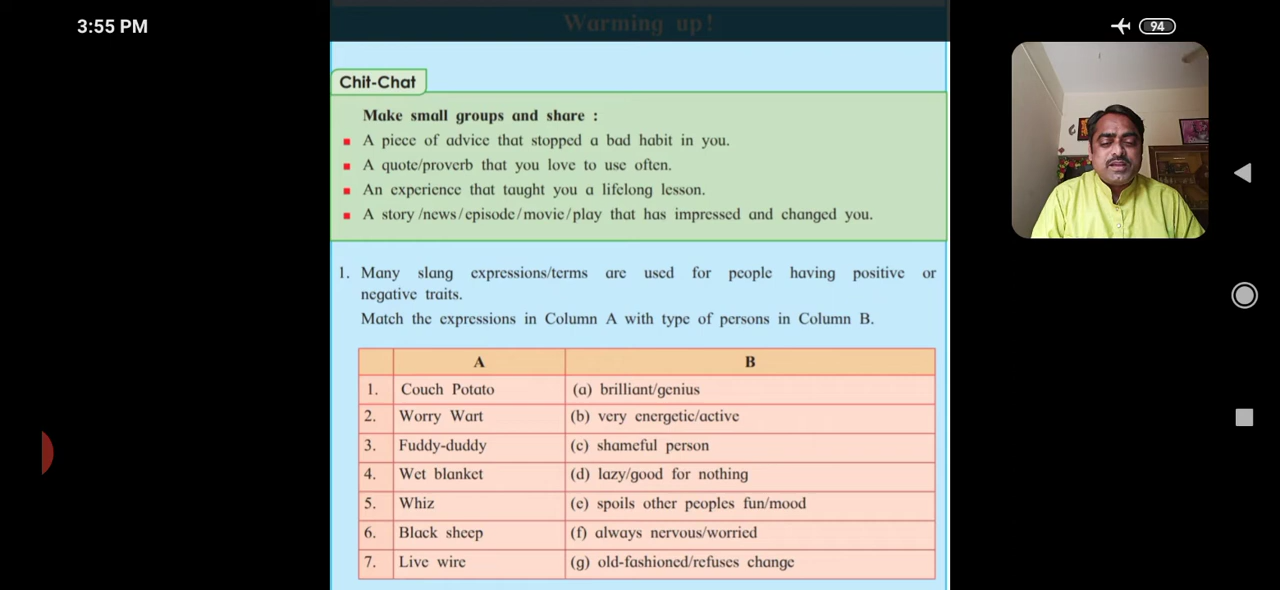 3:55 PM
94
Warming up!
Chit-Chat
Make small groups and share :
A piece of advice that stopped a bad habit in you.
A quote/proverb that you love to use often.
An experience that taught you a lifelong lesson.
A story/news/episode/movie/play that has impressed and changed you.
1. Many slang expressions/terms are used for people having positive or
negative traits.
Match the expressions in Column A with type of persons in Column B.
A B
1. Couch Potato (a) brilliant/genius
2. Worry Wart (b) very energetic/active
3. Fuddy-duddy (c) shameful person
4. Wet blanket (d) lazy/good for nothing
5. Whiz (e) spoils other peoples fun/mood
6. Black sheep (f) always nervous/worried
7. Live wire (g) old-fashioned/refuses change